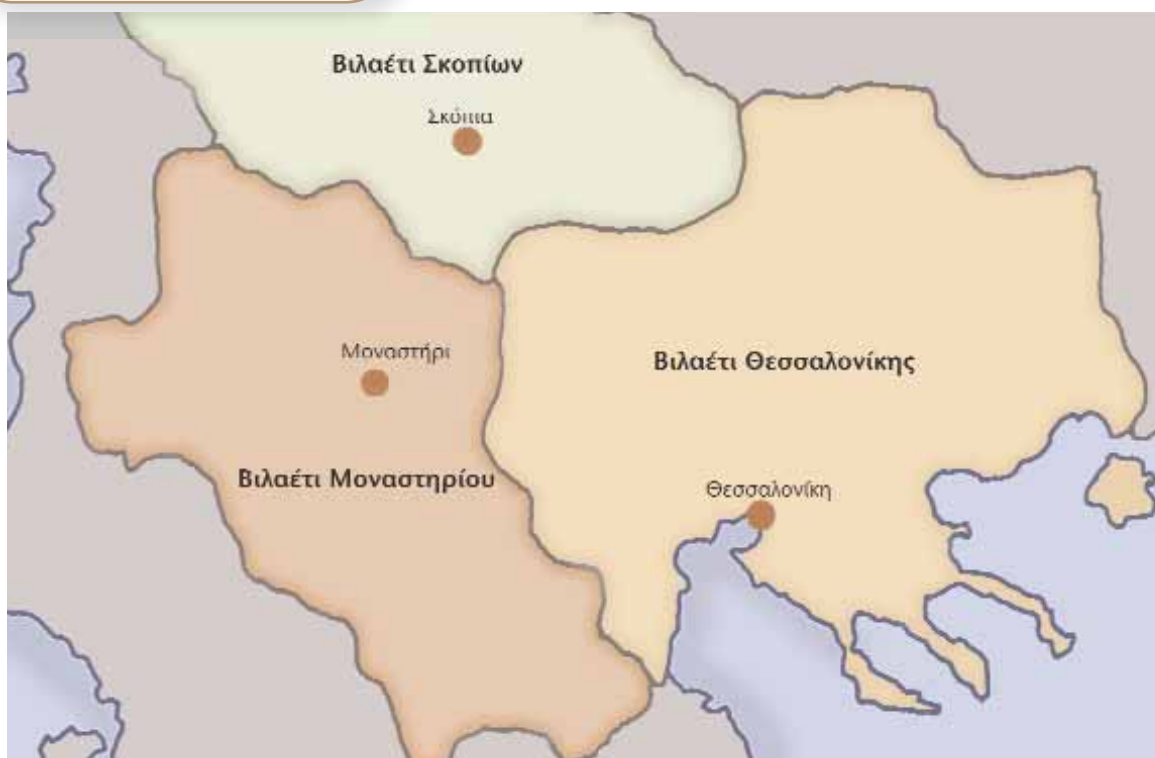 Βιλαέτι Σκοπίων
Σκόπια
Μοναστήρι
Βιλαέτι Θεσσαλονίκης
Βιλαέτι Μοναστηρίου
Θεσσαλονίκη